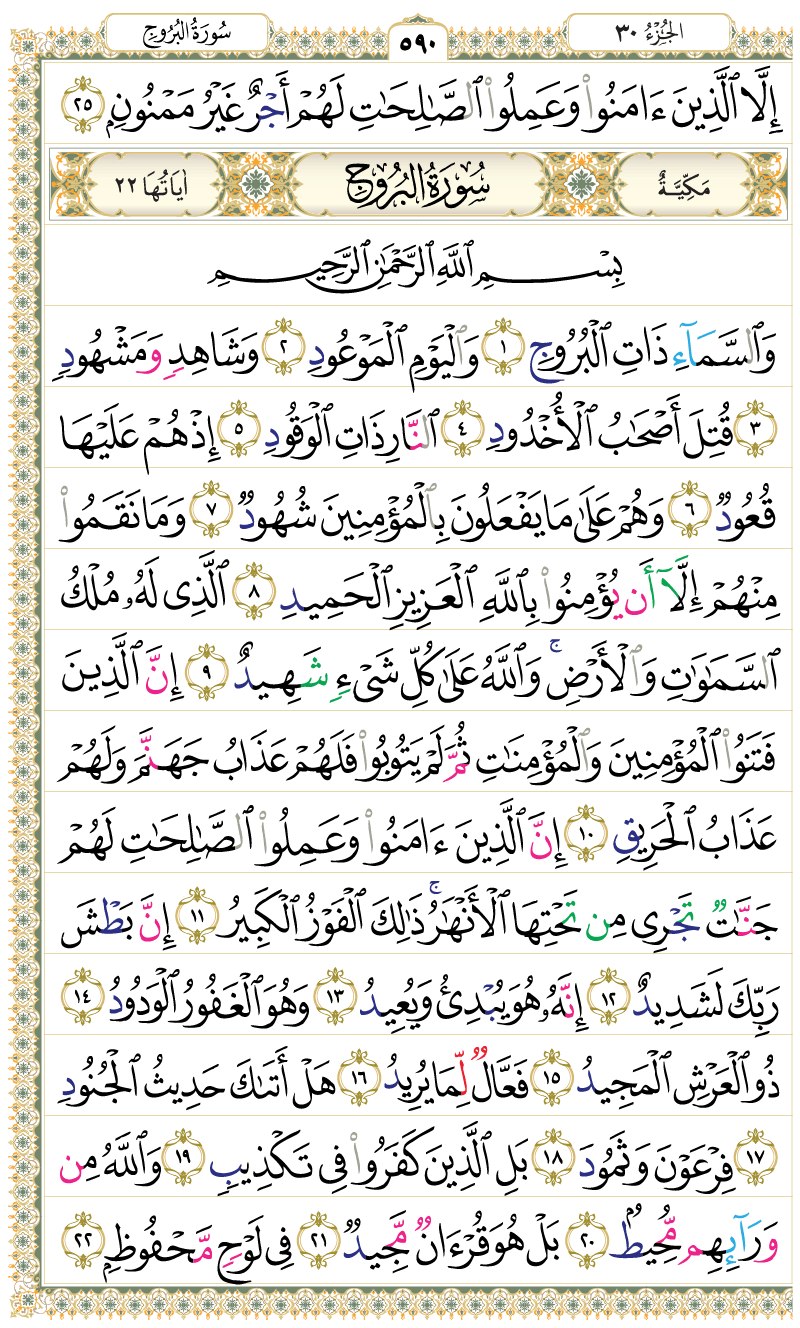 الجُزْءُ ٣٠
٥٩٠
سُورَةُ البُرُوجِ
إِلَّا ٱلَّذِينَ ءَامَنُوا۟ وَعَمِلُوا۟ ٱلصَّـٰلِحَـٰتِ لَهُمْ أَجْرٌ غَيْرُ مَمْنُونٍۭ ٢٥
مَكِّيَّةٌ
سُورَةُ البُرُوجِ
اٰيَاتُهَا ٢٢
بِسْمِ ٱللَّهِ ٱلرَّحْمَـٰنِ ٱلرَّحِيمِ
وَٱلسَّمَآءِ ذَاتِ ٱلْبُرُوجِ ١ وَٱلْيَوْمِ ٱلْمَوْعُودِ ٢ وَشَاهِدٍ وَمَشْهُودٍ
٣ قُتِلَ أَصْحَـٰبُ ٱلْأُخْدُودِ ٤ ٱلنَّارِ ذَاتِ ٱلْوَقُودِ ٥ إِذْ هُمْ عَلَيْهَا
قُعُودٌ ٦ وَهُمْ عَلَىٰ مَا يَفْعَلُونَ بِٱلْمُؤْمِنِينَ شُهُودٌ ٧ وَمَا نَقَمُوا۟
مِنْهُمْ إِلَّآ أَن يُؤْمِنُوا۟ بِٱللَّهِ ٱلْعَزِيزِ ٱلْحَمِيدِ ٨ ٱلَّذِى لَهُۥ مُلْكُ
ٱلسَّمَـٰوَٰتِ وَٱلْأَرْضِ ۚ وَٱللَّهُ عَلَىٰ كُلِّ شَىْءٍ شَهِيدٌ ٩ إِنَّ ٱلَّذِينَ
فَتَنُوا۟ ٱلْمُؤْمِنِينَ وَٱلْمُؤْمِنَـٰتِ ثُمَّ لَمْ يَتُوبُوا۟ فَلَهُمْ عَذَابُ جَهَنَّمَ وَلَهُمْ
عَذَابُ ٱلْحَرِيقِ ١٠ إِنَّ ٱلَّذِينَ ءَامَنُوا۟ وَعَمِلُوا۟ ٱلصَّـٰلِحَـٰتِ لَهُمْ
جَنَّـٰتٌ تَجْرِى مِن تَحْتِهَا ٱلْأَنْهَـٰرُ ۚ ذَٰلِكَ ٱلْفَوْزُ ٱلْكَبِيرُ ١١ إِنَّ بَطْشَ
رَبِّكَ لَشَدِيدٌ ١٢ إِنَّهُۥ هُوَ يُبْدِئُ وَيُعِيدُ ١٣ وَهُوَ ٱلْغَفُورُ ٱلْوَدُودُ ١٤
ذُو ٱلْعَرْشِ ٱلْمَجِيدُ ١٥ فَعَّالٌ لِّمَا يُرِيدُ ١٦ هَلْ أَتَىٰكَ حَدِيثُ ٱلْجُنُودِ
١٧ فِرْعَوْنَ وَثَمُودَ ١٨ بَلِ ٱلَّذِينَ كَفَرُوا۟ فِى تَكْذِيبٍ ١٩ وَٱللَّهُ مِن
وَرَآئِهِم مُّحِيطٌۢ ٢٠ بَلْ هُوَ قُرْءَانٌ مَّجِيدٌ ٢١ فِى لَوْحٍ مَّحْفُوظٍۭ ٢٢